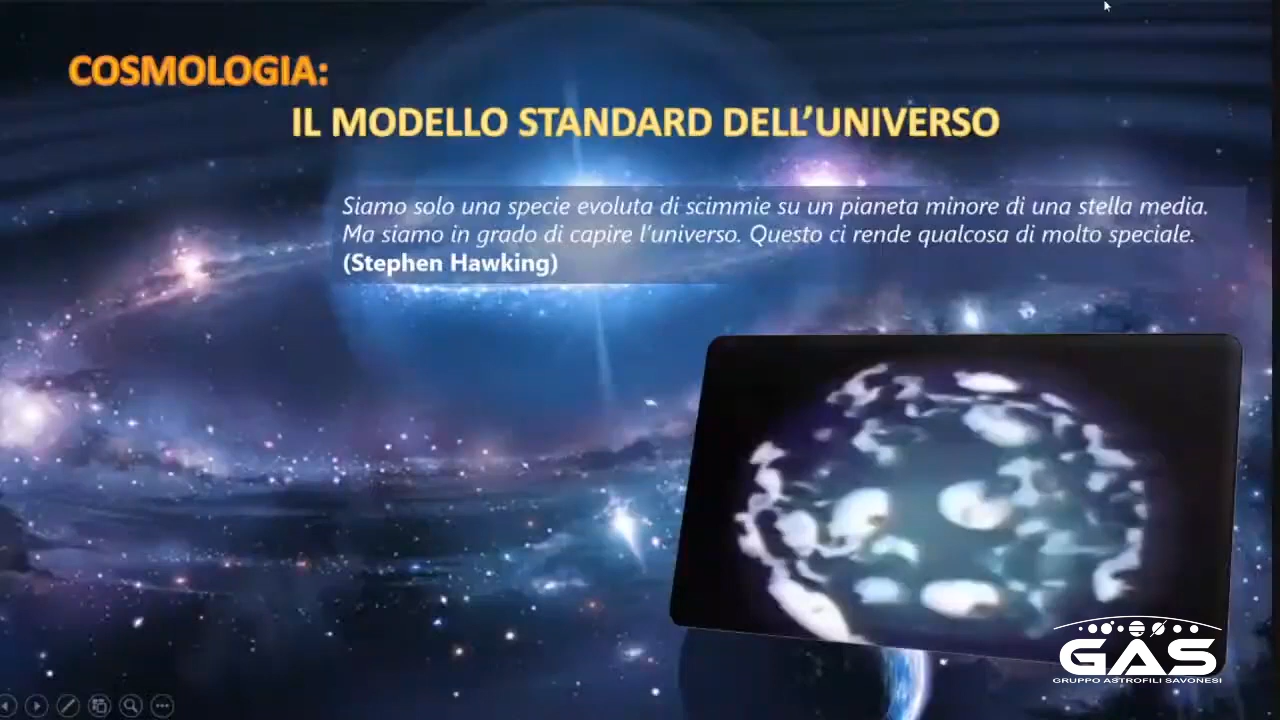 COSMOLOGIA:
IL MODELLO STANDARD DELL'UNIVERSO
Siamo solo una specie evoluta di scimmie su un pianeta minore di una stella media.
Ma siamo in grado di capire l'universo. Questo ci rende qualcosa di molto speciale.
(Stephen Hawking)
GAS
GRUPPO ASTROFILI SAVONESI